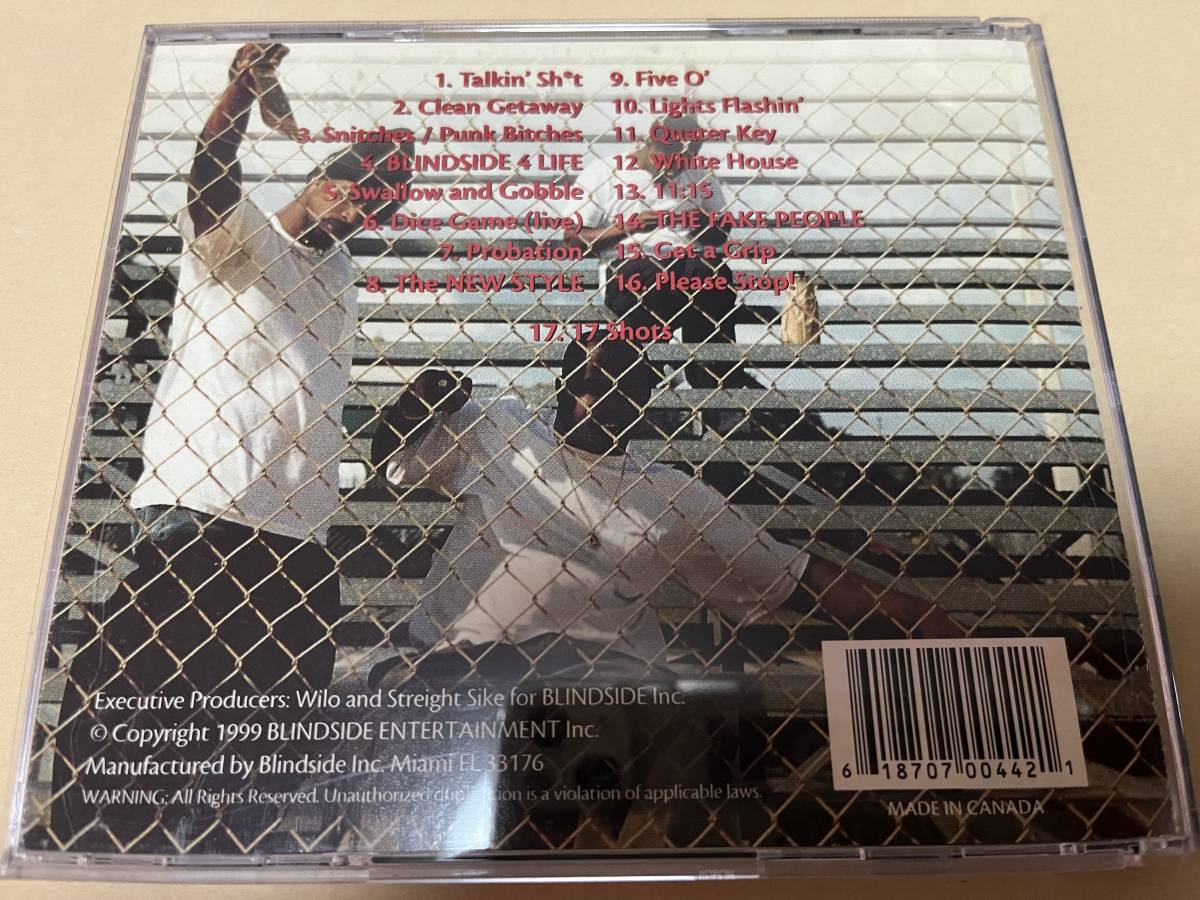 1. Talkin' Sh*t
2. Clean Getaway
3. Snitches / Punk Bitches
4. BLINDSIDE 4 LIFE
5. Swallow and Gobble
6. Dice Game (live)
7. Probation
8. The NEW STYLE
9. Five O'
10. Lights Flashin'
11. Quater Key
12. White House
13. 11:15
14. THE FAKE PEOPLE
15. Get a Grip
16. Please Stop!
17. 17 Shots
Executive Producers: Wilo and Streight Sike for BLINDSIDE Inc.
© Copyright 1999 BLINDSIDE ENTERTAINMENT Inc.
Manufactured by Blindside Inc. Miami FL 33176
WARNING: All Rights Reserved. Unauthorized duplication is a violation of applicable laws.
6 18707 00442 1
MADE IN CANADA